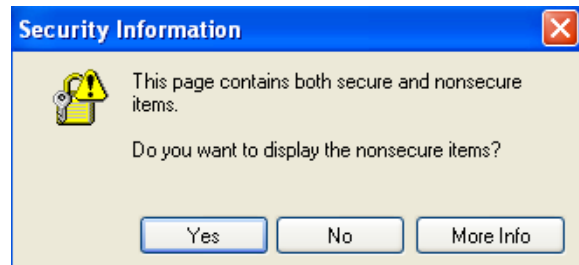 Security Information
This page contains both secure and nonsecure
items.
Do you want to display the nonsecure items?
Yes
No
More Info